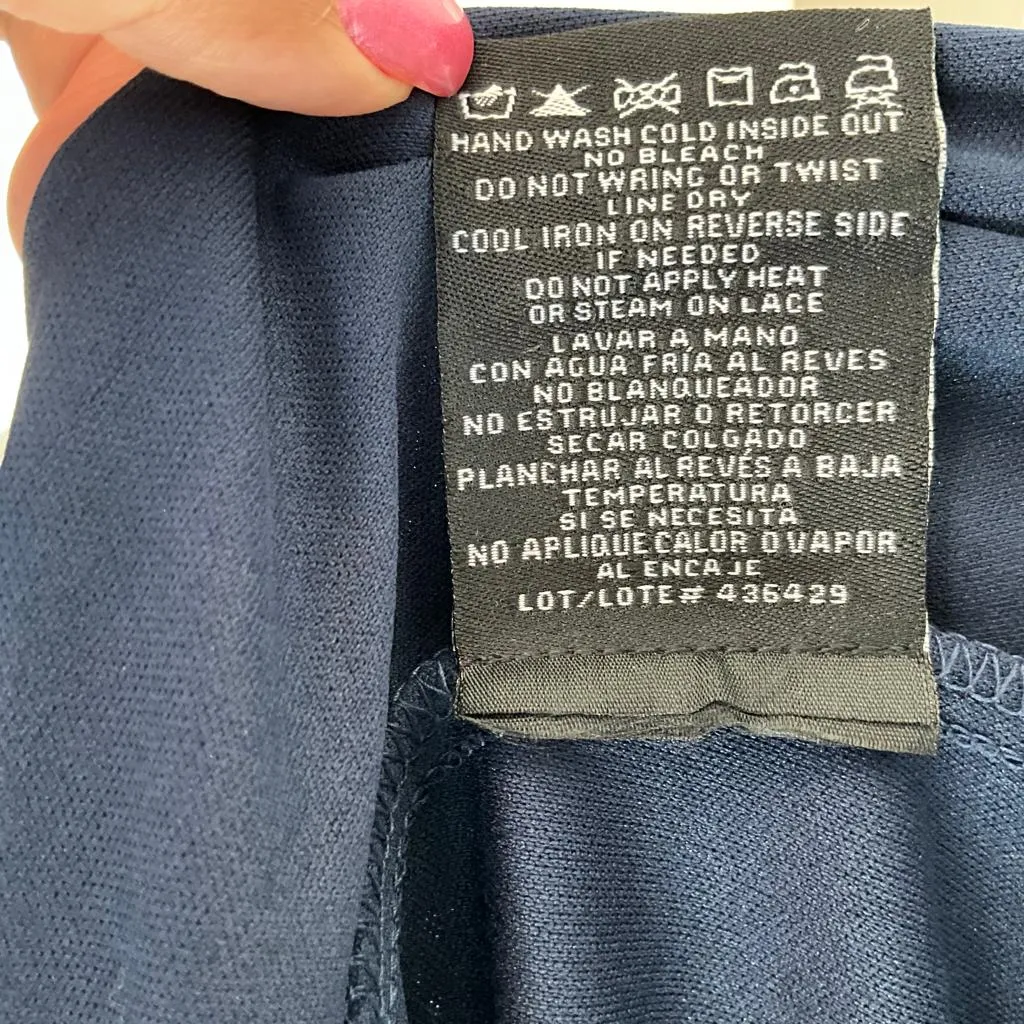 HAND WASH COLD INSIDE OUT
NO BLEACH
DO NOT WRING OR TWIST
LINE DRY
COOL IRON ON REVERSE SIDE
IF NEEDED
DO NOT APPLY HEAT
OR STEAM ON LACE
LAVAR A MANO
CON AGUA FRÍA AL REVES
NO BLANQUEADOR
NO ESTRUJAR O RETORCER
SECAR COLGADO
PLANCHAR AL REVÉS A BAJA
TEMPERATURA
SI SE NECESITA
NO APLIQUE CALOR O VAPOR
AL ENCAJE
LOT/LOTE# 436429